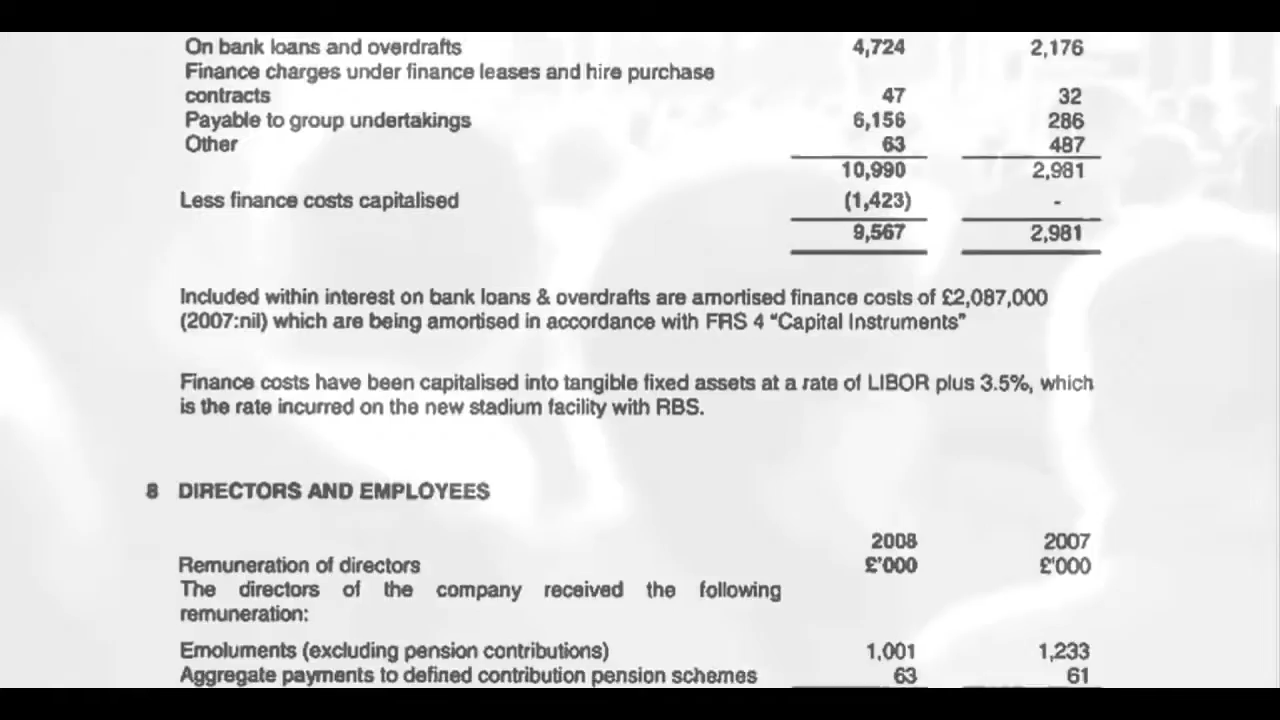 On bank loans and overdrafts 4,724 2,176
Finance charges under finance leases and hire purchase
contracts 47 32
Payable to group undertakings 6,156 286
Other 63 487
10,990 2,981
Less finance costs capitalised (1,423) -
9,567 2,981
Included within interest on bank loans & overdrafts are amortised finance costs of £2,087,000
(2007:nil) which are being amortised in accordance with FRS 4 "Capital Instruments"
Finance costs have been capitalised into tangible fixed assets at a rate of LIBOR plus 3.5%, which
is the rate incurred on the new stadium facility with RBS.
8 DIRECTORS AND EMPLOYEES
2008 2007
Remuneration of directors £'000 £'000
The directors of the company received the following
remuneration:
Emoluments (excluding pension contributions) 1,001 1,233
Aggregate payments to defined contribution pension schemes 63 61